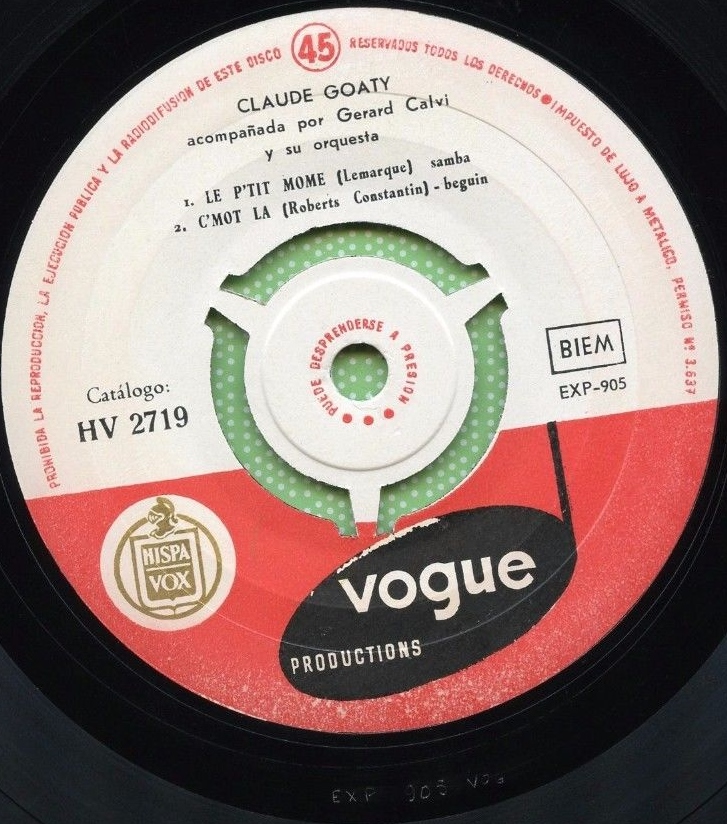 PROHIBIDA LA REPRODUCCION, LA EJECUCION PUBLICA Y LA RADIODIFUSION DE ESTE DISCO
45
RESERVADOS TODOS LOS DERECHOS ● IMPUESTO DE LUJO A METALICO, PERMISO Nº 3.637
CLAUDE GOATY
acompañada por Gerard Calvi
y su orquesta
1. LE P'TIT MOME (Lemarque) samba
2. C'MOT LA (Roberts Constantin) - beguin
PUEDE DESPRENDERSE A PRESION
BIEM
EXP-905
Catálogo:
HV 2719
HISPA
VOX
vogue
PRODUCTIONS
EXP 905 VOG